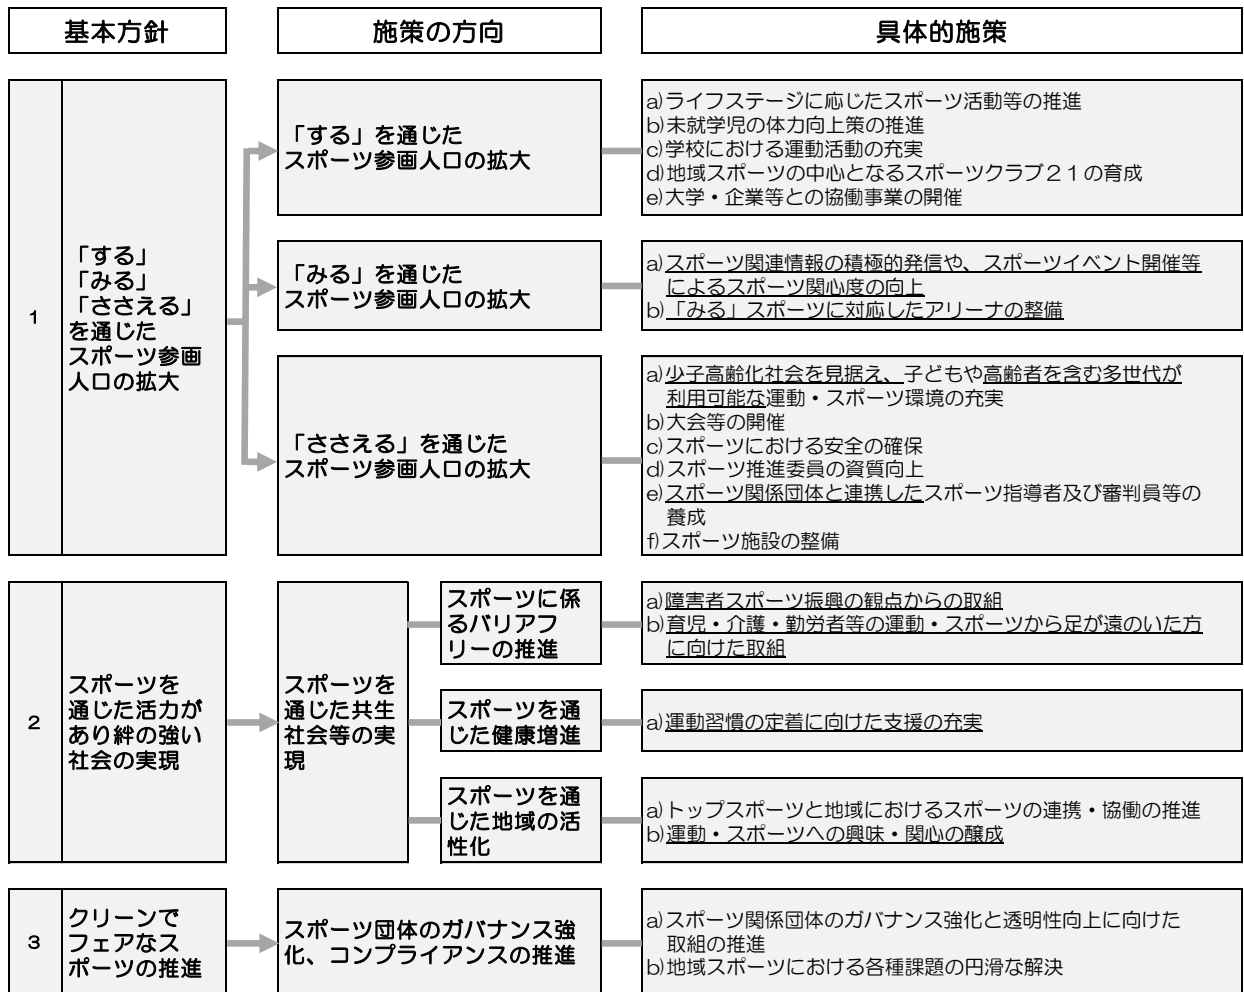 基本方針
施策の方向
具体的施策
1
「する」
「みる」
「ささえる」
を通じた
スポーツ参画
人口の拡大
「する」を通じた
スポーツ参画人口の拡大
a)ライフステージに応じたスポーツ活動等の推進
b)未就学児の体力向上策の推進
c)学校における運動活動の充実
d)地域スポーツの中心となるスポーツクラブ２１の育成
e)大学・企業等との協働事業の開催
「みる」を通じた
スポーツ参画人口の拡大
a)スポーツ関連情報の積極的発信や、スポーツイベント開催等
によるスポーツ関心度の向上
b)「みる」スポーツに対応したアリーナの整備
「ささえる」を通じた
スポーツ参画人口の拡大
a)少子高齢化社会を見据え、子どもや高齢者を含む多世代が
利用可能な運動・スポーツ環境の充実
b)大会等の開催
c)スポーツにおける安全の確保
d)スポーツ推進委員の資質向上
e)スポーツ関係団体と連携したスポーツ指導者及び審判員等の
養成
f)スポーツ施設の整備
2
スポーツを
通じた活力が
あり絆の強い
社会の実現
スポーツを
通じた共生
社会等の実
現
スポーツに係
るバリアフ
リーの推進
a)障害者スポーツ振興の観点からの取組
b)育児・介護・勤労者等の運動・スポーツから足が遠のいた方
に向けた取組
スポーツを通
じた健康増進
a)運動習慣の定着に向けた支援の充実
スポーツを通
じた地域の活
性化
a)トップスポーツと地域におけるスポーツの連携・協働の推進
b)運動・スポーツへの興味・関心の醸成
3
クリーンで
フェアなス
ポーツの推進
スポーツ団体のガバナンス強
化、コンプライアンスの推進
a)スポーツ関係団体のガバナンス強化と透明性向上に向けた
取組の推進
b)地域スポーツにおける各種課題の円滑な解決